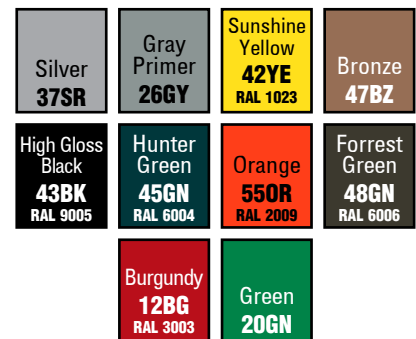 Silver
37SR
Gray
Primer
26GY
Sunshine
Yellow
42YE
RAL 1023
Bronze
47BZ
High Gloss
Black
43BK
RAL 9005
Hunter
Green
45GN
RAL 6004
Orange
55OR
RAL 2009
Forrest
Green
48GN
RAL 6006
Burgundy
12BG
RAL 3003
Green
20GN